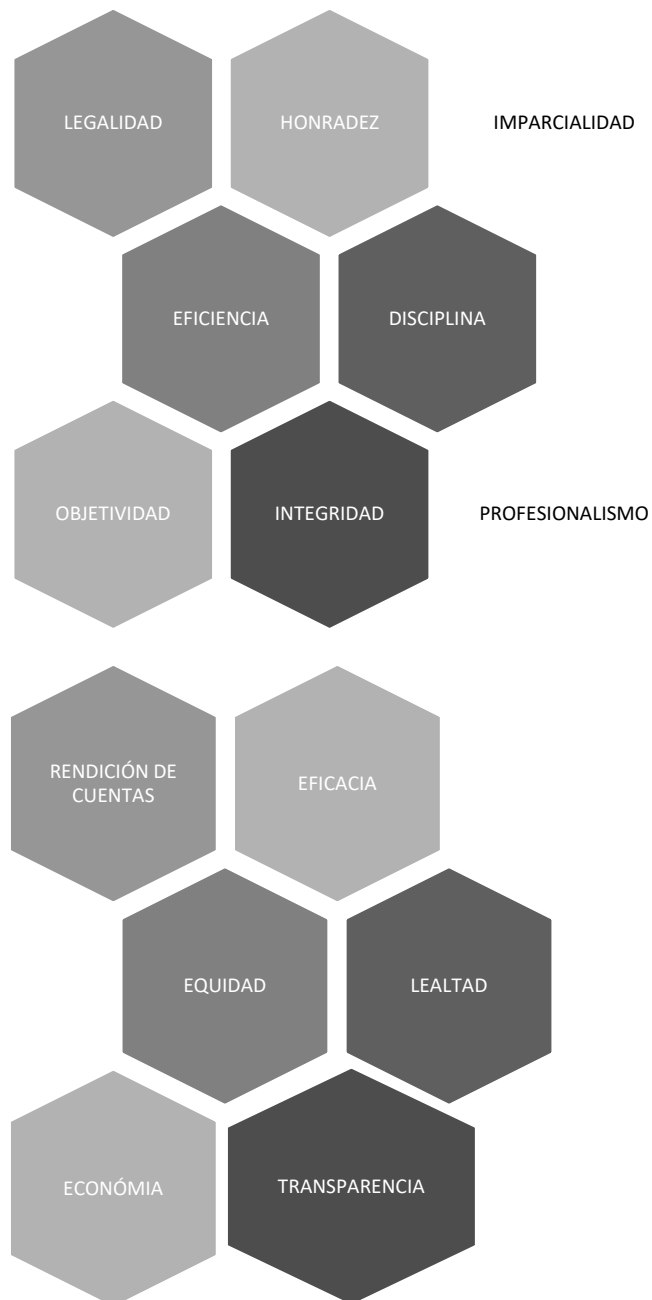 LEGALIDAD
HONRADEZ
IMPARCIALIDAD
EFICIENCIA
DISCIPLINA
OBJETIVIDAD
INTEGRIDAD
PROFESIONALISMO
RENDICIÓN DE
CUENTAS
EFICACIA
EQUIDAD
LEALTAD
ECONÓMIA
TRANSPARENCIA